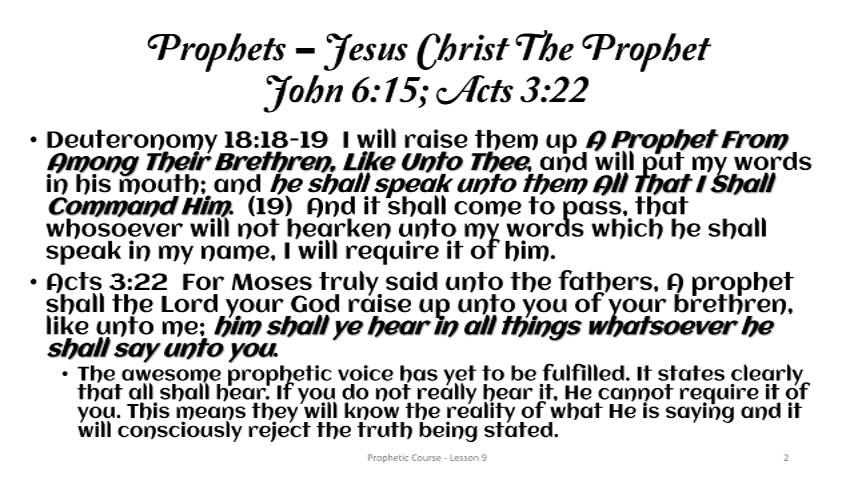 Prophets – Jesus Christ The Prophet
John 6:15; Acts 3:22
• Deuteronomy 18:18-19 I will raise them up A Prophet From
Among Their Brethren, Like Unto Thee, and will put my words
in his mouth; and he shall speak unto them All That I Shall
Command Him. (19) And it shall come to pass, that
whosoever will not hearken unto my words which he shall
speak in my name, I will require it of him.
• Acts 3:22 For Moses truly said unto the fathers, A prophet
shall the Lord your God raise up unto you of your brethren,
like unto me; him shall ye hear in all things whatsoever he
shall say unto you.
• The awesome prophetic voice has yet to be fulfilled. It states clearly
that all shall hear. If you do not really hear it, He cannot require it of
you. This means they will know the reality of what He is saying and it
will consciously reject the truth being stated.
Prophetic Course - Lesson 9
2